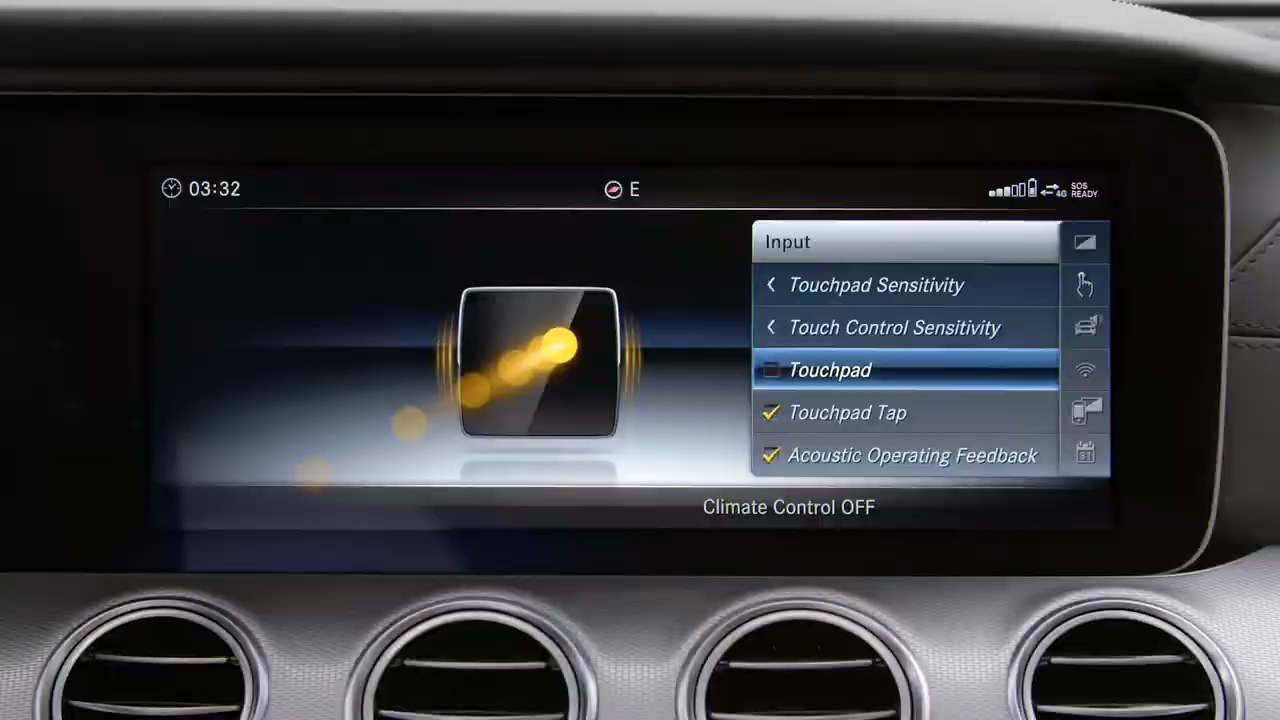 03:32
E
4G
SOS
READY
Input
Touchpad Sensitivity
Touch Control Sensitivity
Touchpad
Touchpad Tap
Acoustic Operating Feedback
31
Climate Control OFF